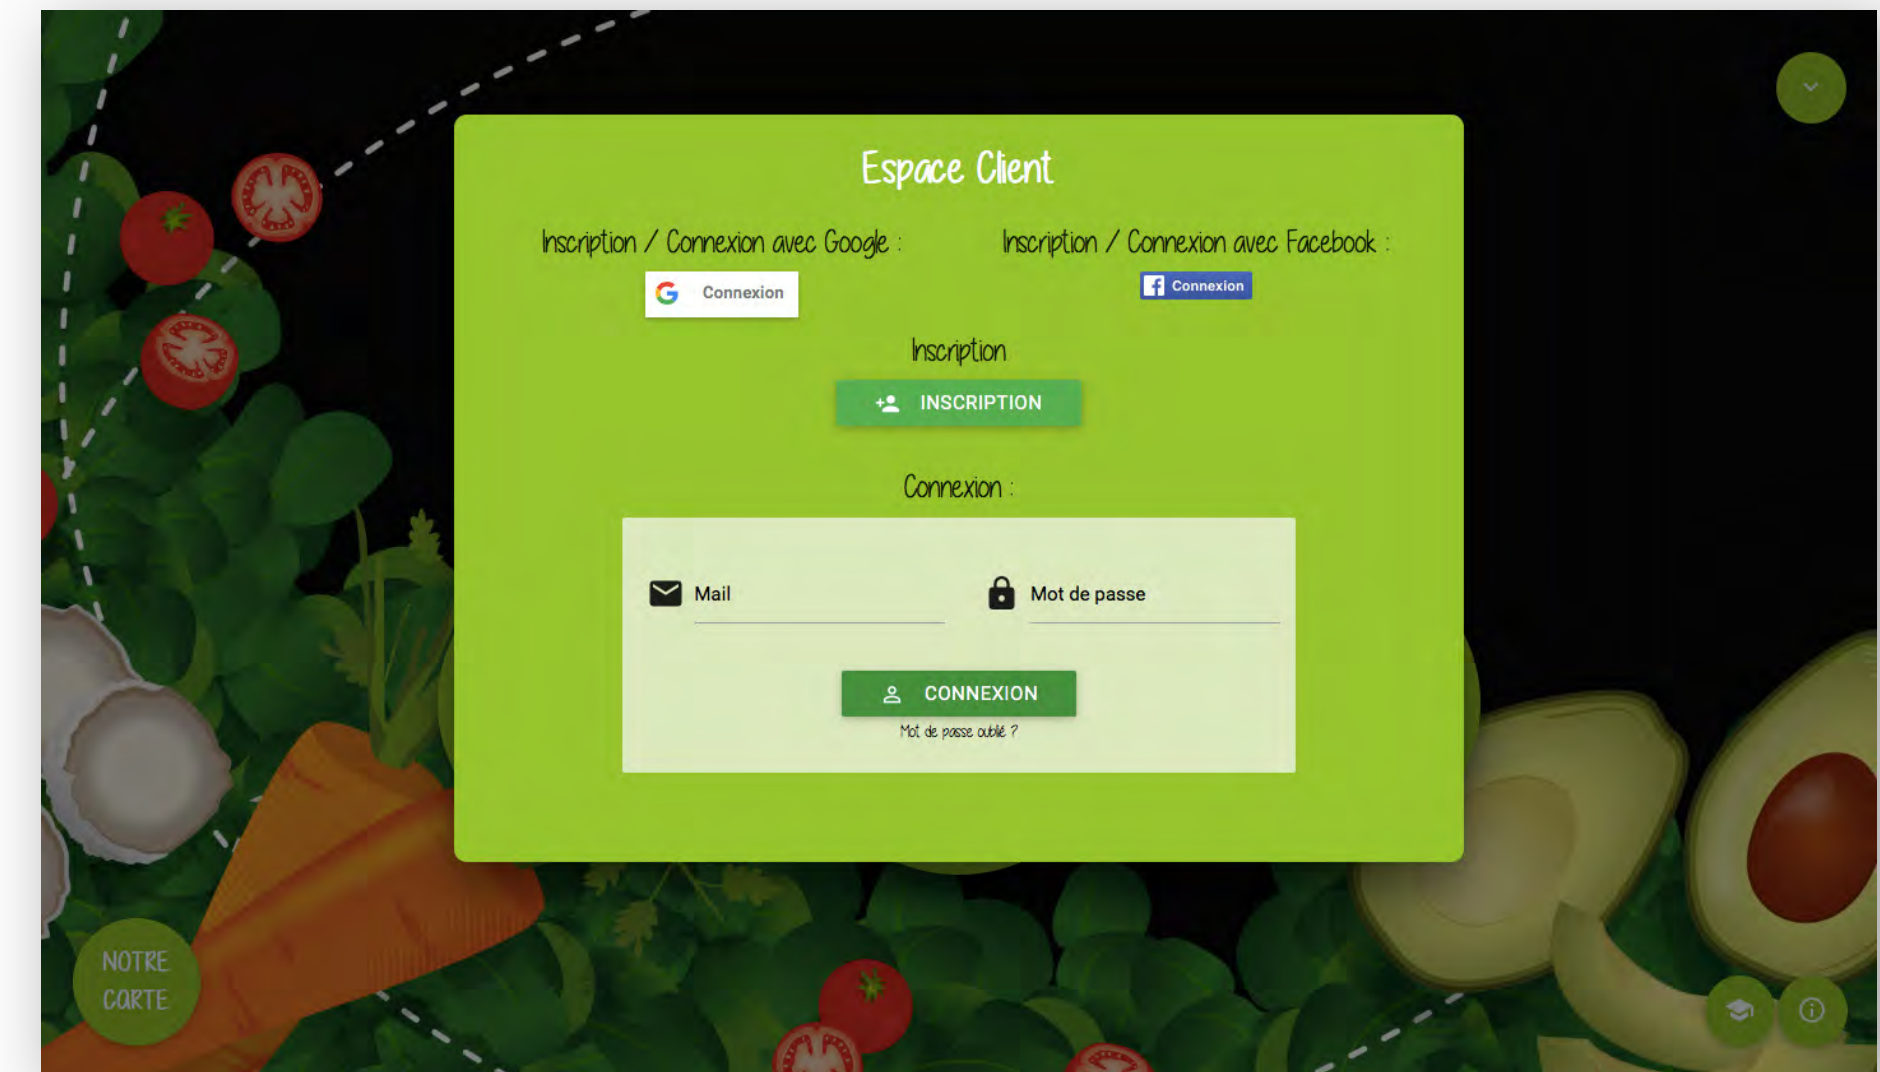 Espace Client
Inscription / Connexion avec Google :
Inscription / Connexion avec Facebook :
Connexion
Connexion
Inscription
INSCRIPTION
Connexion :
Mail
Mot de passe
CONNEXION
Mot de passe oublié ?
NOTRE
CARTE